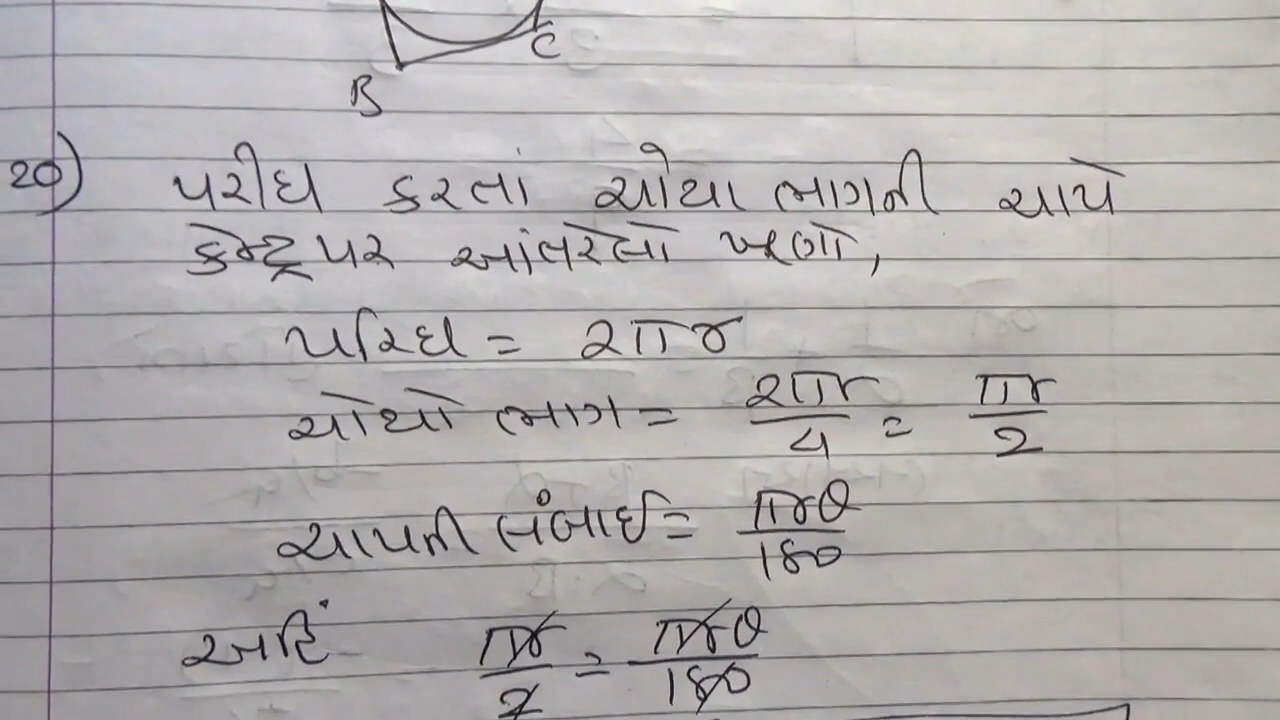 C
B
20) પરીઘ કરતાં ચોથા ભાગની ચાપે
કેન્દ્ર પર આંતરેલો ખૂણો,
પરિઘ = 2πr
ચોથો ભાગ = 2πr/4 = πr/2
ચાપની લંબાઈ = πrθ/180
અહિં πr/2 = πrθ/180